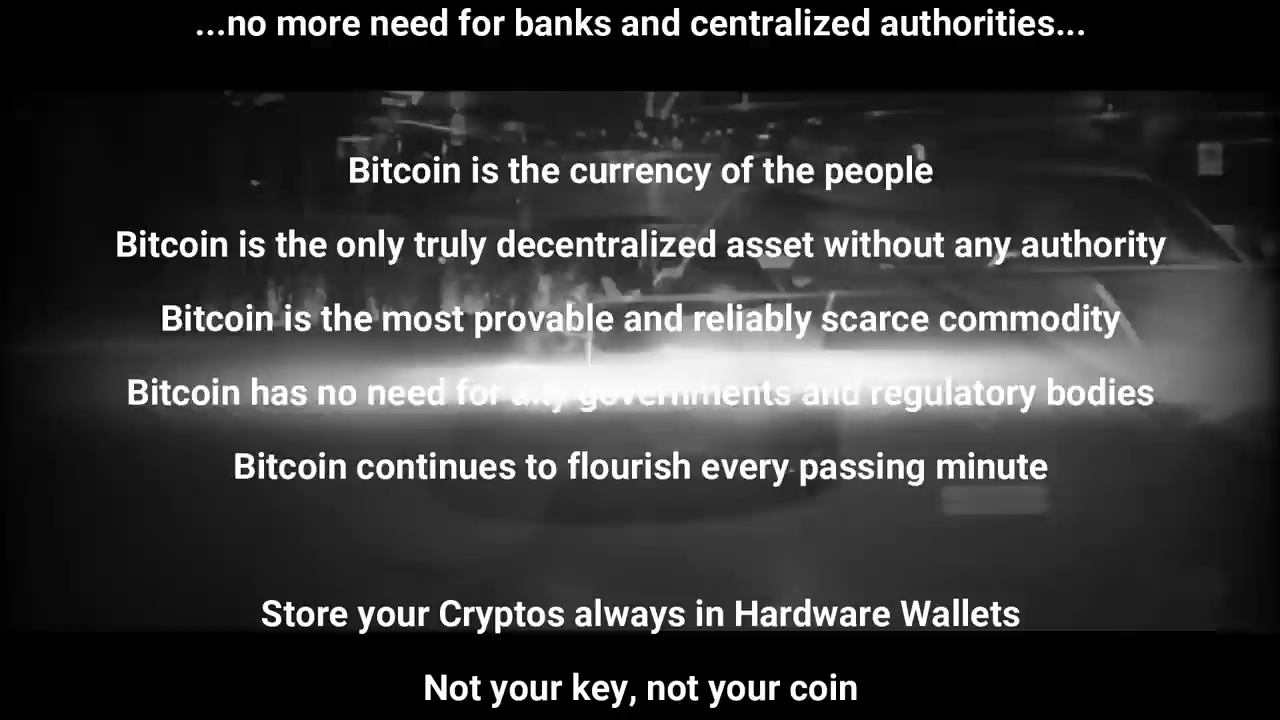 ...no more need for banks and centralized authorities...
Bitcoin is the currency of the people
Bitcoin is the only truly decentralized asset without any authority
Bitcoin is the most provable and reliably scarce commodity
Bitcoin has no need for any governments and regulatory bodies
Bitcoin continues to flourish every passing minute
Store your Cryptos always in Hardware Wallets
Not your key, not your coin